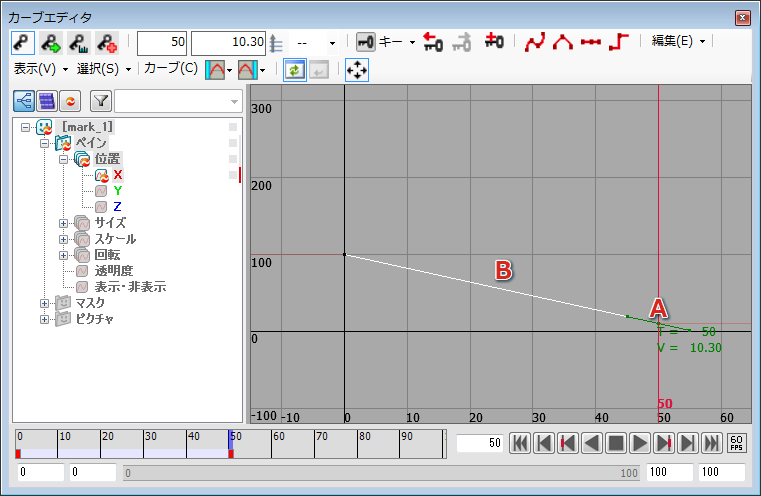 カーブエディタ
50 10.30 -- キー 編集(E)
表示(V) 選択(S) カーブ(C)
[mark_1]
ペイン
位置
X
Y
Z
サイズ
スケール
回転
透明度
表示・非表示
マスク
ピクチャ
300
200
100
0
-100
B
A
T = 50
V = 10.30
50
-10 0 10 20 30 40 50 60
0 10 20 30 40 50 60 70 80 90
50
60 FPS
0 0 0 100 100 100